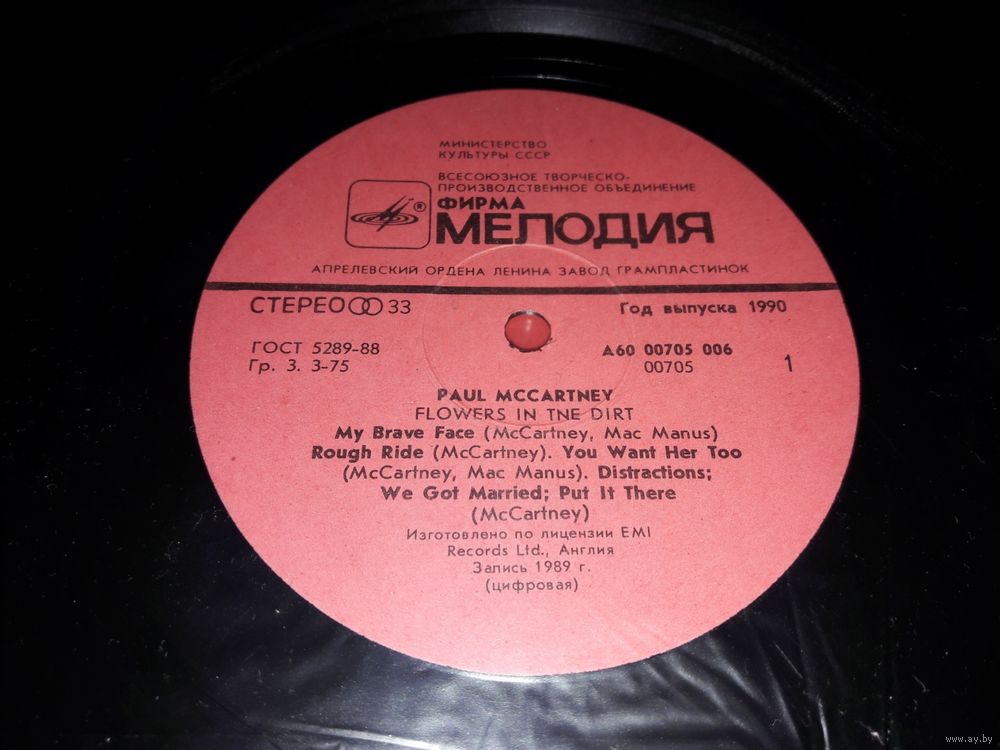 МИНИСТЕРСТВО
КУЛЬТУРЫ СССР
ВСЕСОЮЗНОЕ ТВОРЧЕСКО-
ПРОИЗВОДСТВЕННОЕ ОБЪЕДИНЕНИЕ
®
ФИРМА
МЕЛОДИЯ
АПРЕЛЕВСКИЙ ОРДЕНА ЛЕНИНА ЗАВОД ГРАМПЛАСТИНОК
СТЕРЕО 33
Год выпуска 1990
ГОСТ 5289-88
Гр. 3. 3-75
А60 00705 006
00705
1
PAUL MCCARTNEY
FLOWERS IN TNE DIRT
My Brave Face (McCartney, Mac Manus)
Rough Ride (McCartney). You Want Her Too
(McCartney, Mac Manus). Distractions;
We Got Married; Put It There
(McCartney)
Изготовлено по лицензии EMI
Records Ltd., Англия
Запись 1989 г.
(цифровая)
www.ay.by